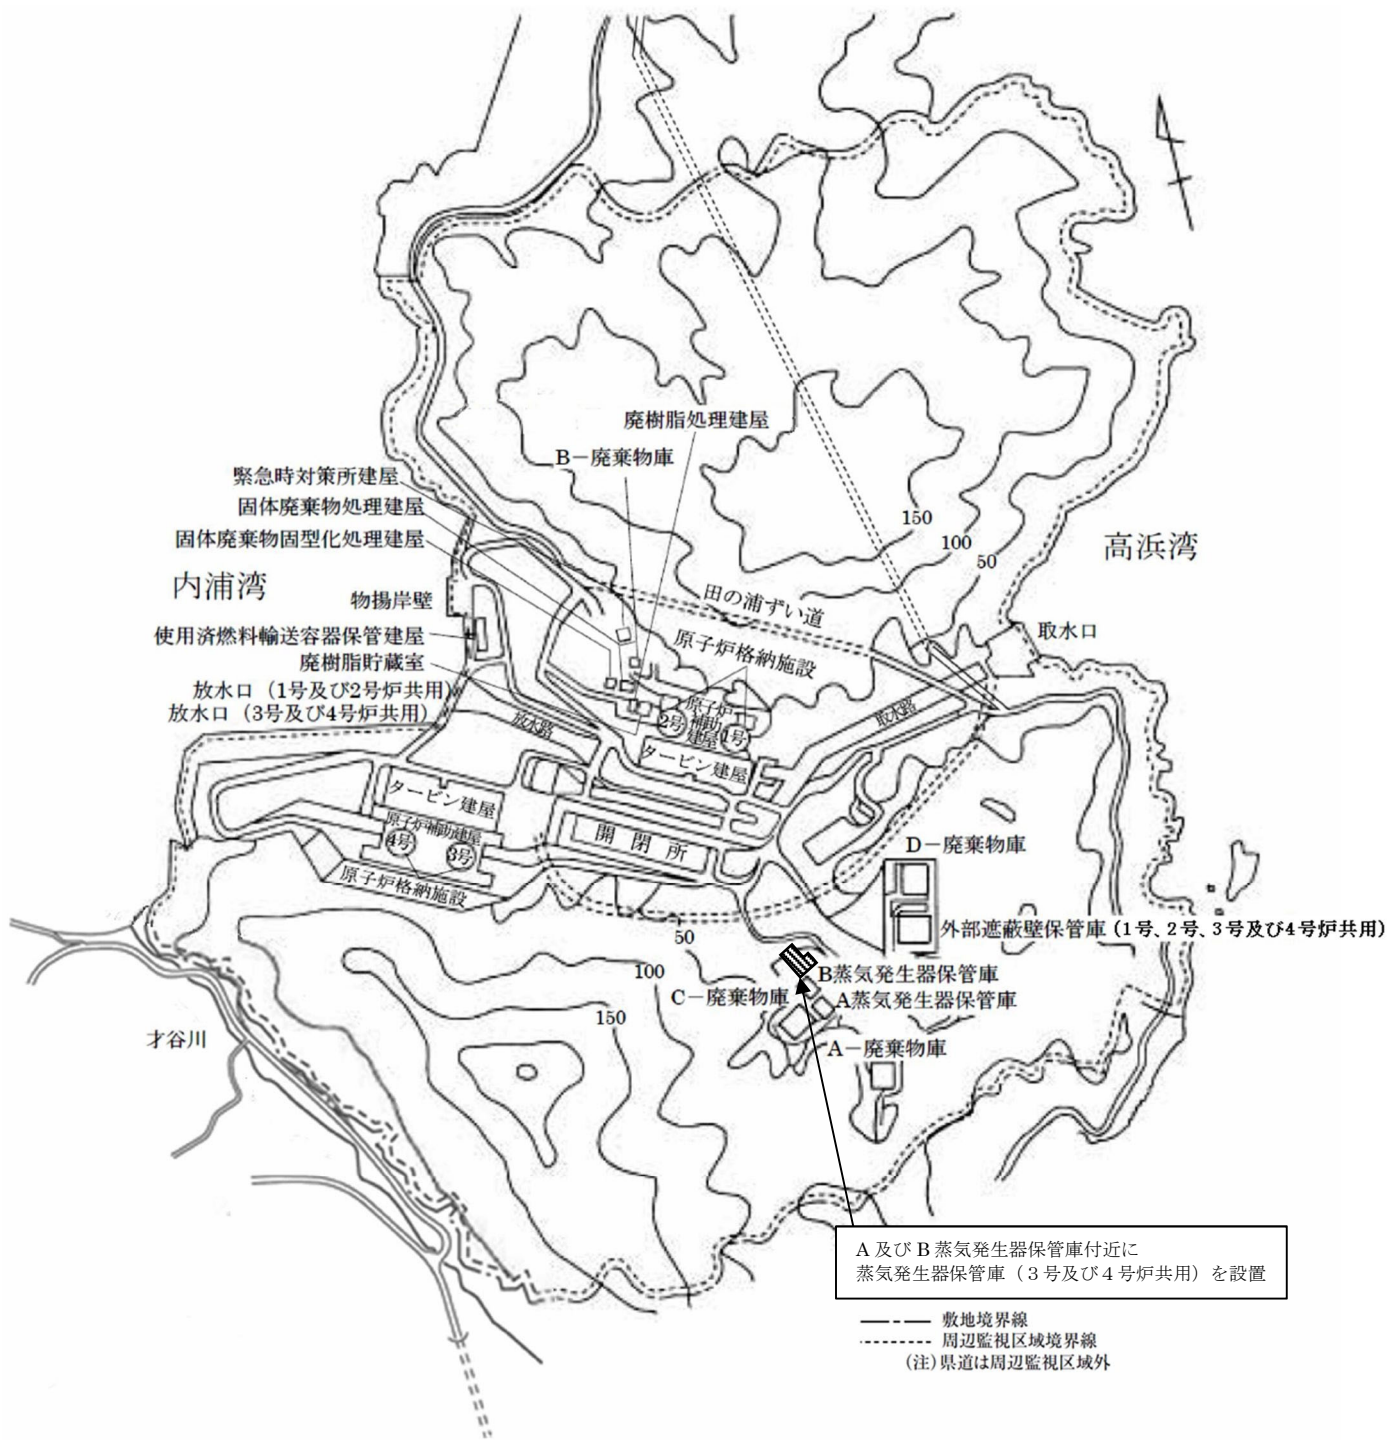 廃樹脂処理建屋
B－廃棄物庫
緊急時対策所建屋
固体廃棄物処理建屋
固体廃棄物固型化処理建屋
150
100
50
高浜湾
内浦湾
物揚岸壁
田の浦ずい道
取水口
使用済燃料輸送容器保管建屋
原子炉格納施設
廃樹脂貯蔵室
放水口（1号及び2号炉共用）
放水口（3号及び4号炉共用）
放水路
原子炉
補助
建屋
2号
1号
取水路
タービン建屋
タービン建屋
原子炉補助建屋
4号
3号
開閉所
原子炉格納施設
D－廃棄物庫
外部遮蔽壁保管庫 (1号、2号、3号及び4号炉共用)
50
100
150
B蒸気発生器保管庫
C－廃棄物庫
A蒸気発生器保管庫
A－廃棄物庫
才谷川
A 及び B 蒸気発生器保管庫付近に
蒸気発生器保管庫（３号及び４号炉共用）を設置
敷地境界線
周辺監視区域境界線
(注)県道は周辺監視区域外